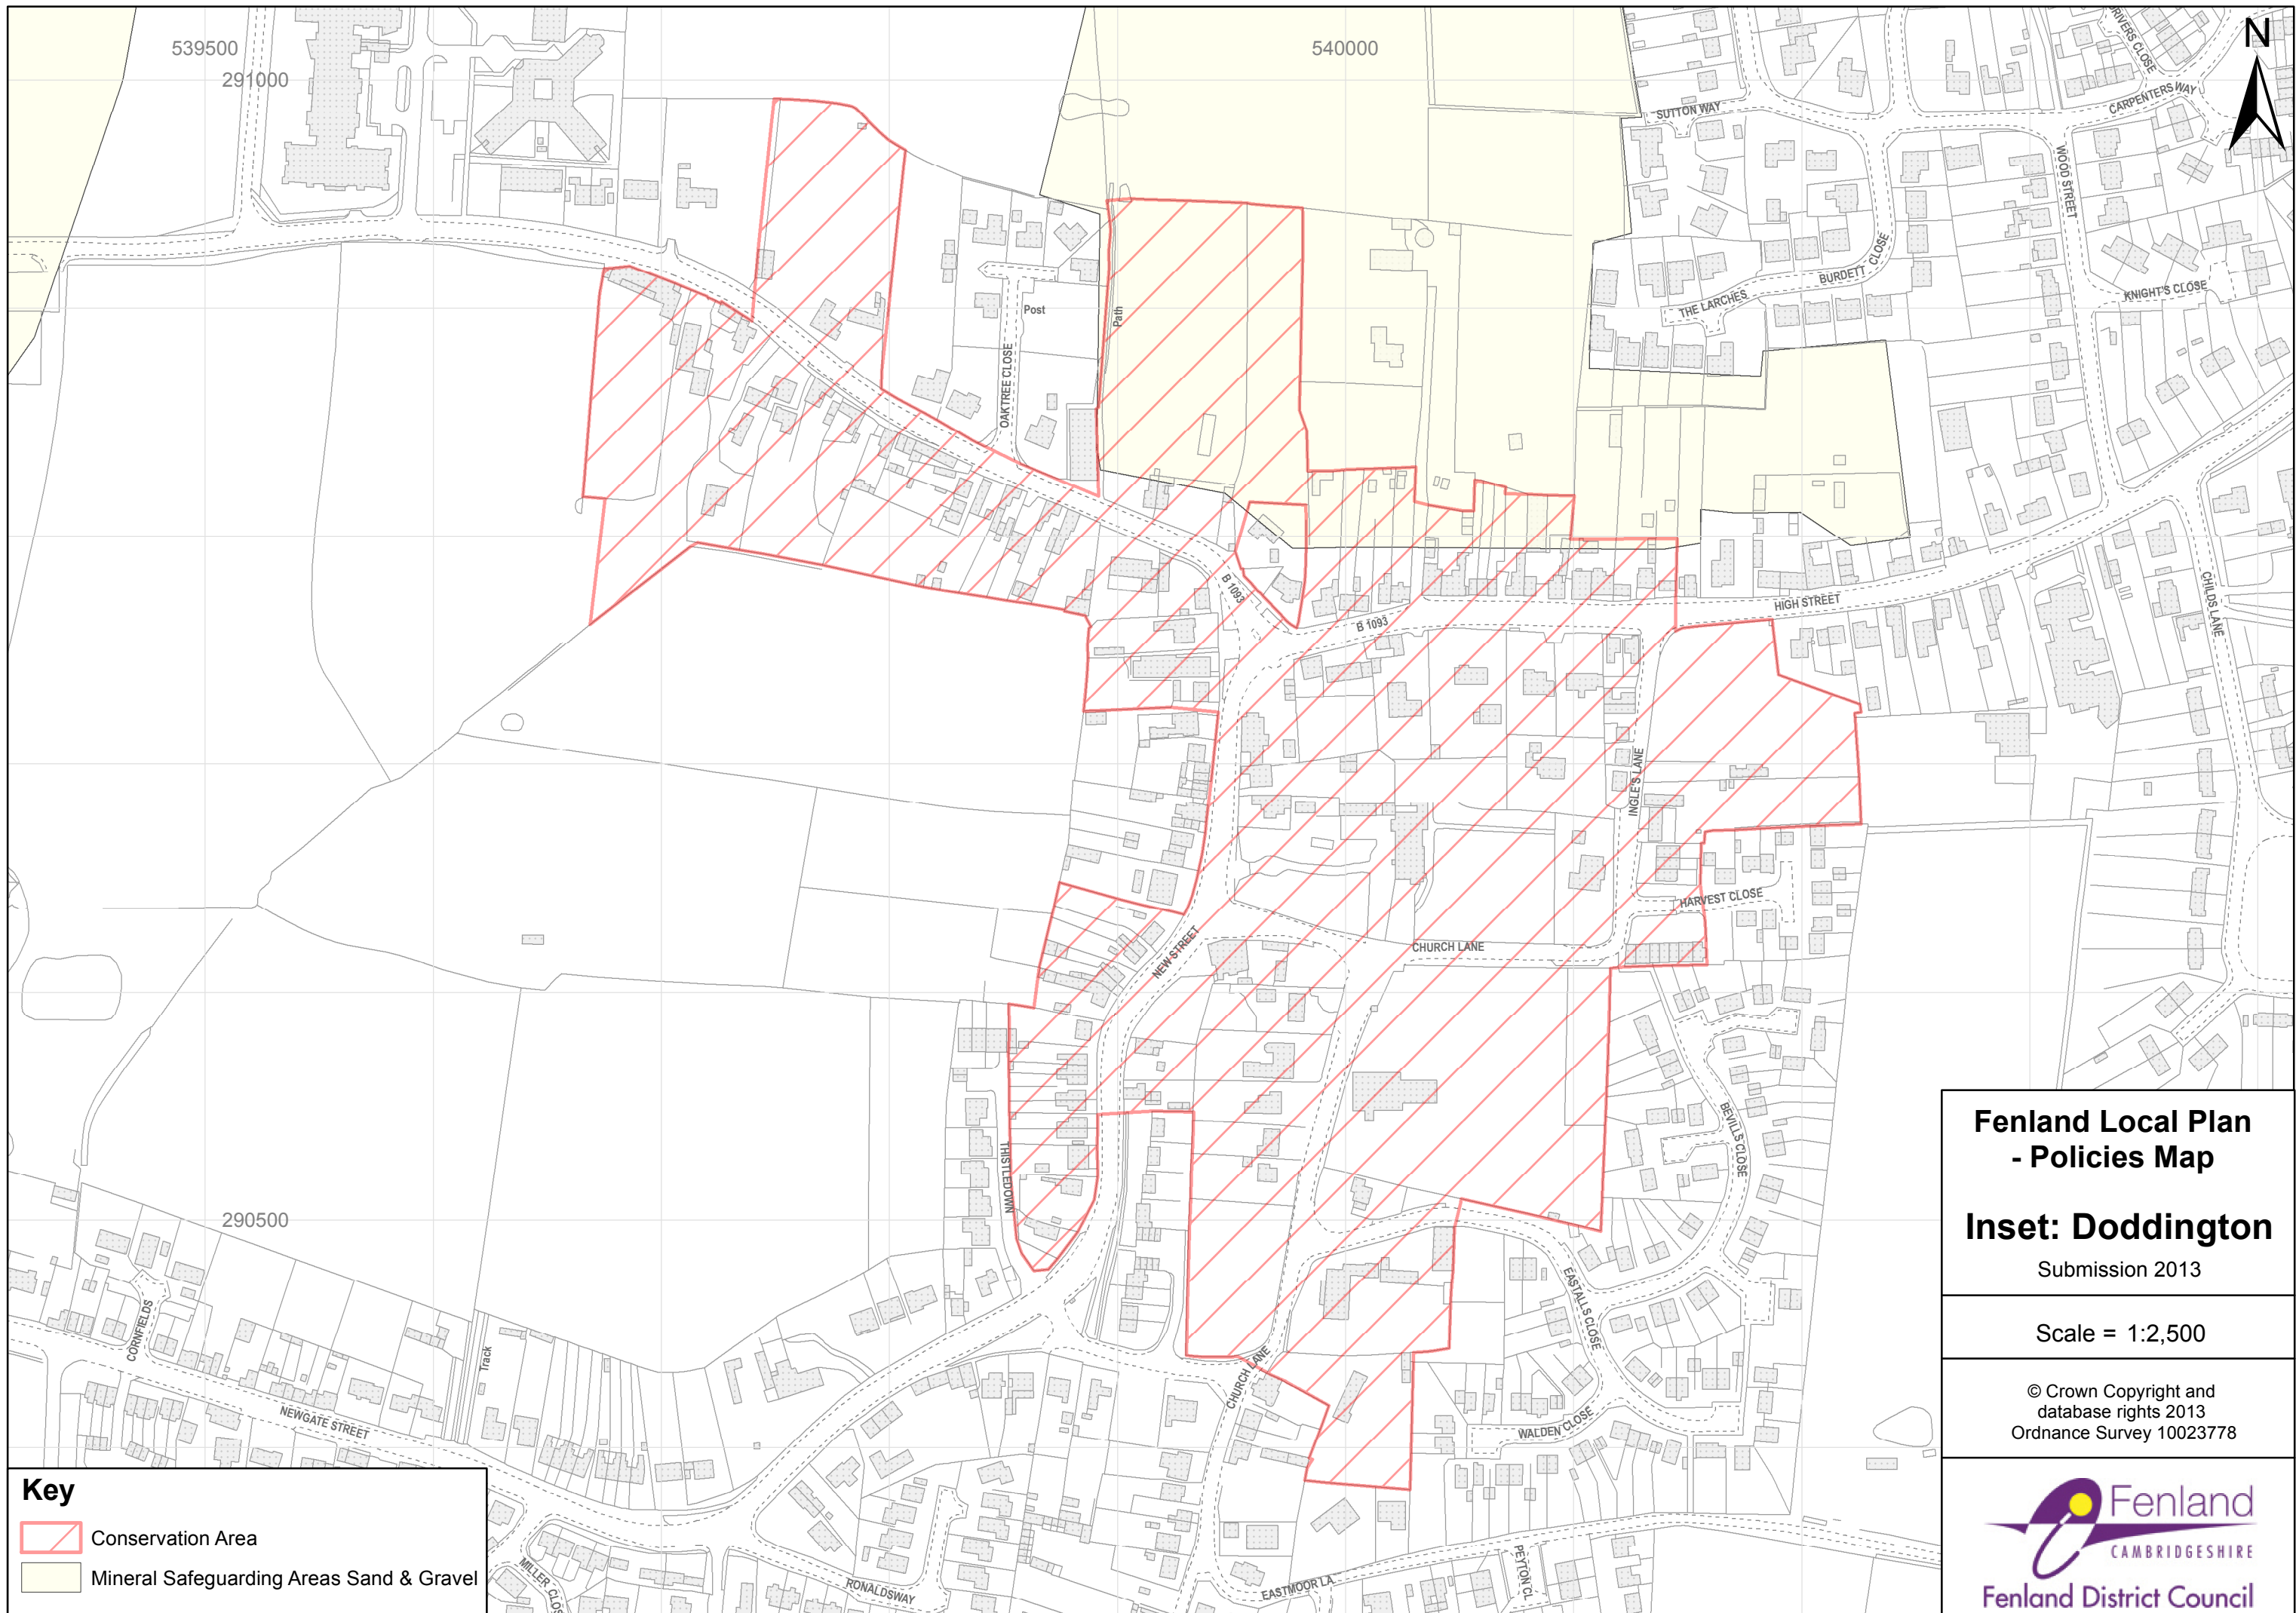 539500
291000
540000
N
DRIVERS CLOSE
CARPENTERS WAY
SUTTON WAY
WOOD STREET
BURDETT CLOSE
THE LARCHES
KNIGHT'S CLOSE
Post
Path
OAKTREE CLOSE
B 1093
B 1093
HIGH STREET
CHILDS LANE
INGLE'S LANE
HARVEST CLOSE
CHURCH LANE
NEW STREET
THISTLEDOWN
BEVILLS CLOSE
290500
CORNFIELDS
Track
NEWGATE STREET
EASTALLS CLOSE
CHURCH LANE
WALDEN CLOSE
MILLER CLOS
RONALDSWAY
EASTMOOR LA
PEYTON CL
Fenland Local Plan
- Policies Map
Inset: Doddington
Submission 2013
Scale = 1:2,500
© Crown Copyright and
database rights 2013
Ordnance Survey 10023778
Fenland
CAMBRIDGESHIRE
Fenland District Council
Key
Conservation Area
Mineral Safeguarding Areas Sand & Gravel